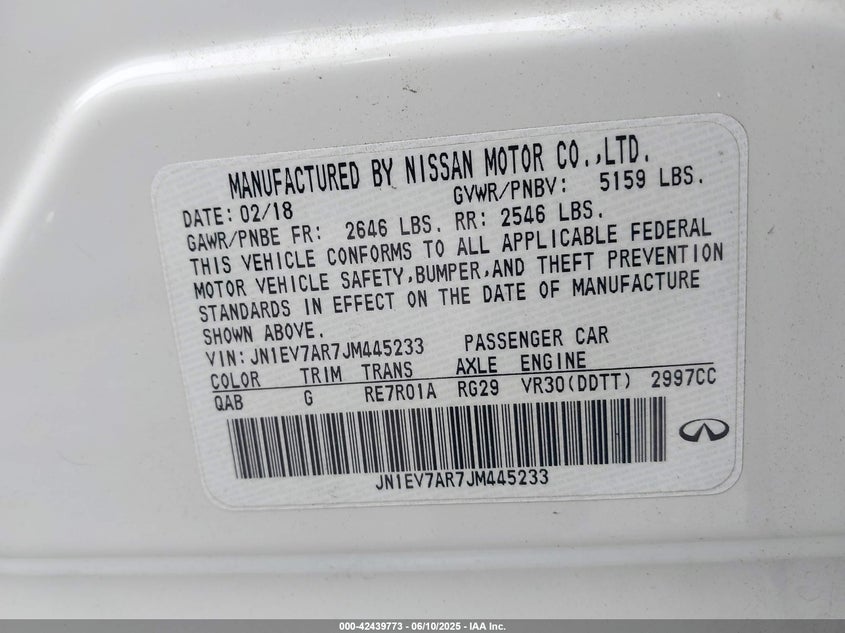 MANUFACTURED BY NISSAN MOTOR CO.,LTD.
DATE: 02/18 GVWR/PNBV: 5159 LBS.
GAWR/PNBE FR: 2646 LBS. RR: 2546 LBS.
THIS VEHICLE CONFORMS TO ALL APPLICABLE FEDERAL
MOTOR VEHICLE SAFETY,BUMPER,AND THEFT PREVENTION
STANDARDS IN EFFECT ON THE DATE OF MANUFACTURE
SHOWN ABOVE.
VIN: JN1EV7AR7JM445233 PASSENGER CAR
COLOR TRIM TRANS AXLE ENGINE
QAB G RE7R01A RG29 VR30(DDTT) 2997CC
JN1EV7AR7JM445233
000-42439773 - 06/10/2025 - IAA Inc.